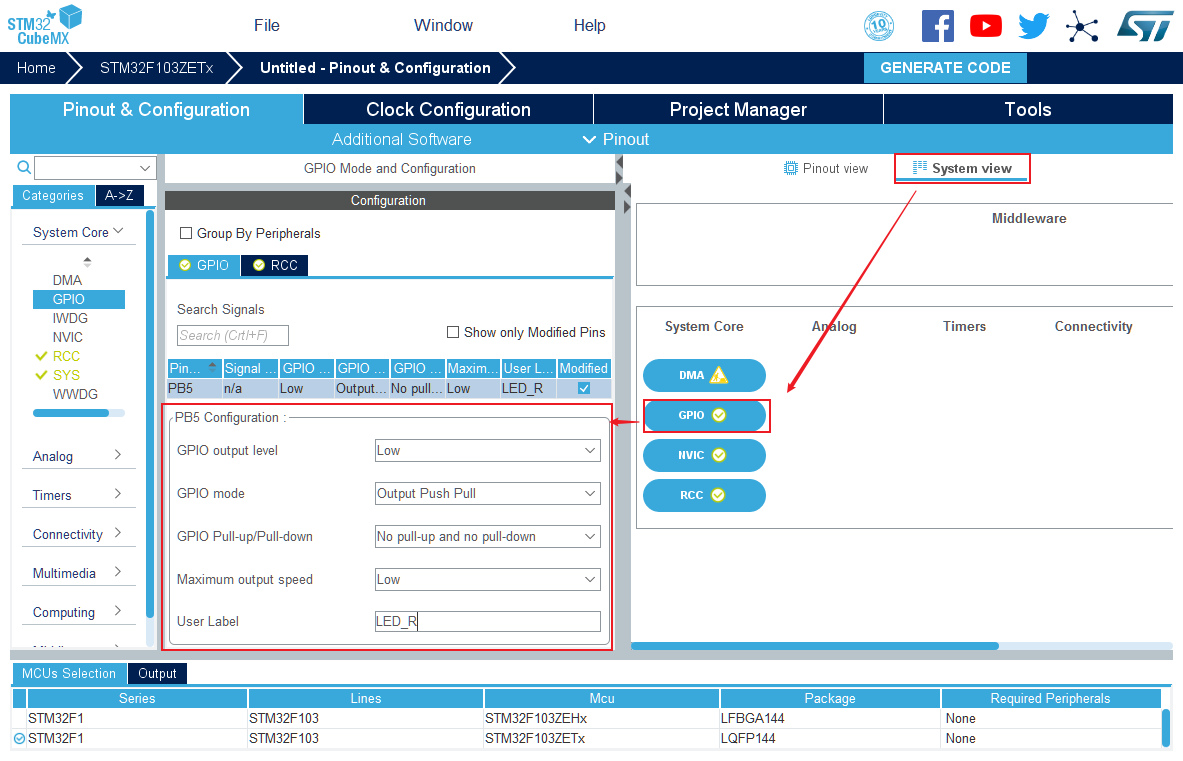 STM32
CubeMX
File
Window
Help
10
ST
Home
STM32F103ZETx
Untitled - Pinout & Configuration
GENERATE CODE
Pinout & Configuration
Clock Configuration
Project Manager
Tools
Additional Software
Pinout
GPIO Mode and Configuration
Pinout view
System view
Categories
A->Z
Configuration
Group By Peripherals
GPIO
RCC
Search Signals
Search (Crtl+F)
Show only Modified Pins
Pin... Signal ... GPIO ... GPIO ... GPIO ... Maxim... User L... Modified
PB5 n/a Low Output... No pull... Low LED_R
PB5 Configuration :
GPIO output level Low
GPIO mode Output Push Pull
GPIO Pull-up/Pull-down No pull-up and no pull-down
Maximum output speed Low
User Label LED_R
System Core
DMA
GPIO
IWDG
NVIC
RCC
SYS
WWDG
Analog
Timers
Connectivity
Multimedia
Computing
Middleware
System Core Analog Timers Connectivity
DMA
GPIO
NVIC
RCC
MCUs Selection Output
Series Lines Mcu Package Required Peripherals
STM32F1 STM32F103 STM32F103ZEHx LFBGA144 None
STM32F1 STM32F103 STM32F103ZETx LQFP144 None